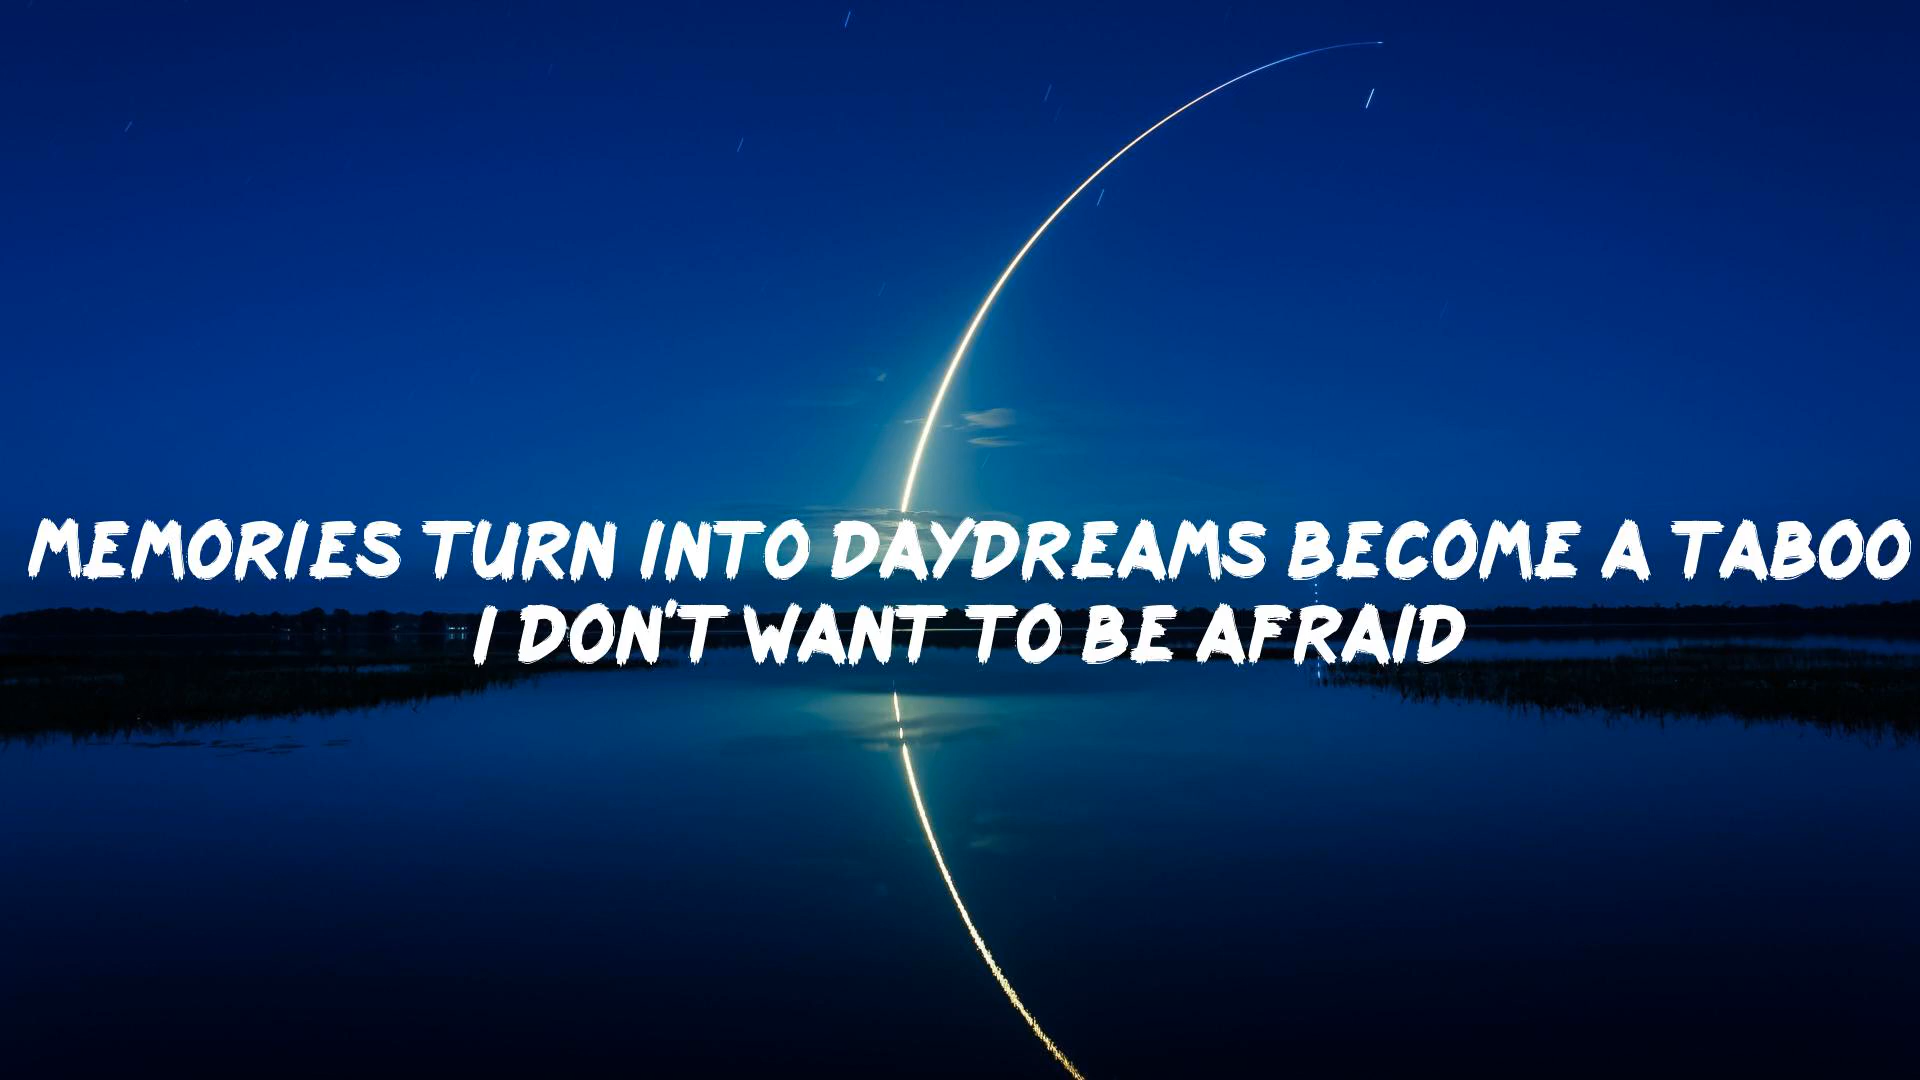 MEMORIES TURN INTO DAYDREAMS BECOME A TABOO
I DON'T WANT TO BE AFRAID